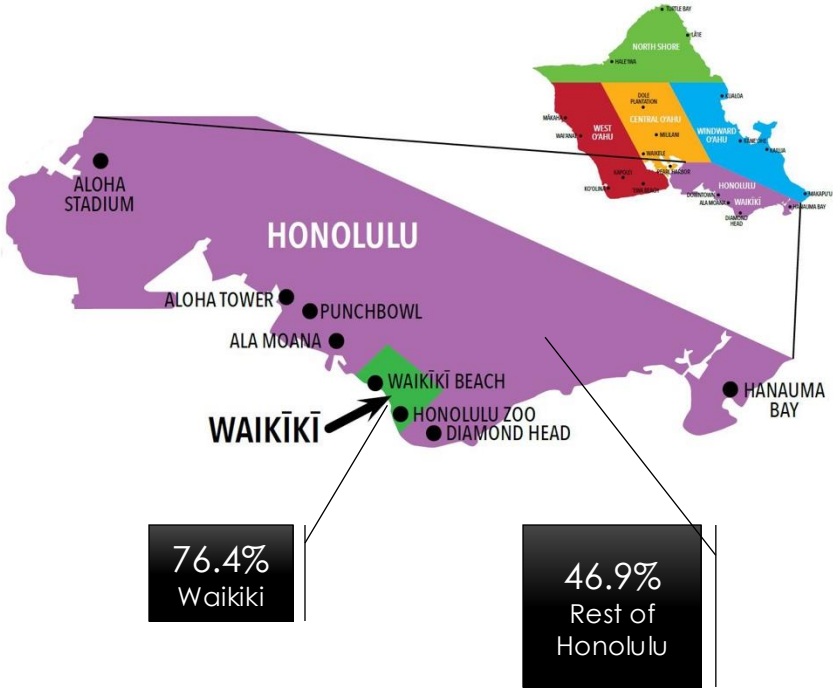 TURTLE BAY
LĀ'IE
NORTH SHORE
HALE'IWA
DOLE
PLANTATION
KUALOA
MĀKAHA
WEST
O'AHU
CENTRAL O'AHU
WINDWARD
O'AHU
WAI'ANAE
MILILANI
KĀNE'OHE
KAILUA
WAIKELE
PEARL HARBOR
KAPOLEI
KO'OLINA
HONOLULU
DOWNTOWN
ALA MOANA
WAIKĪKĪ
MAKAPU'U
HANAUMA BAY
DIAMOND
HEAD
ALOHA
STADIUM
HONOLULU
ALOHA TOWER
PUNCHBOWL
ALA MOANA
WAIKĪKĪ BEACH
HANAUMA
BAY
WAIKĪKĪ
HONOLULU ZOO
DIAMOND HEAD
76.4%
Waikiki
46.9%
Rest of
Honolulu